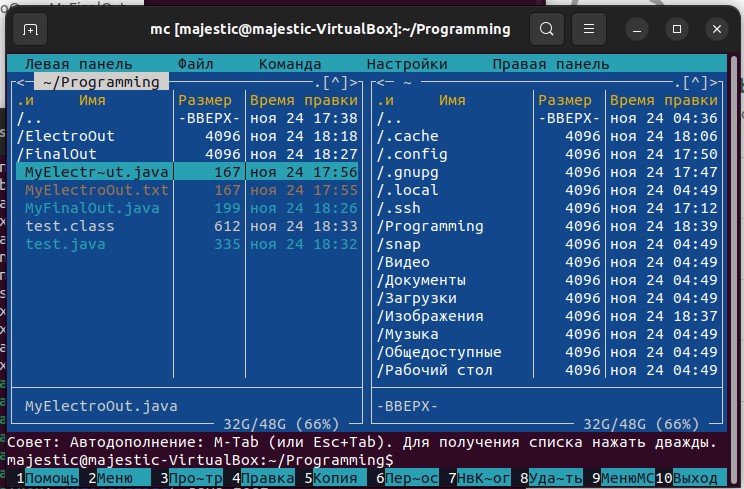 mc [majestic@majestic-VirtualBox]:~/Programming
Левая панель Файл Команда Настройки Правая панель
<─ ~/Programming ─.[^]>
.и Имя Размер Время правки
/.. -ВВЕРХ- ноя 24 17:38
/ElectroOut 4096 ноя 24 18:18
/FinalOut 4096 ноя 24 18:27
MyElectr~ut.java 167 ноя 24 17:56
MyElectroOut.txt 167 ноя 24 17:55
MyFinalOut.java 199 ноя 24 18:26
test.class 612 ноя 24 18:33
test.java 335 ноя 24 18:32
MyElectroOut.java
32G/48G (66%)
<─ ~ ─.[^]>
.и Имя Размер Время правки
/.. -ВВЕРХ- ноя 24 04:36
/.cache 4096 ноя 24 18:06
/.config 4096 ноя 24 17:50
/.gnupg 4096 ноя 24 17:47
/.local 4096 ноя 24 04:49
/.ssh 4096 ноя 24 17:12
/Programming 4096 ноя 24 18:39
/snap 4096 ноя 24 04:49
/Видео 4096 ноя 24 04:49
/Документы 4096 ноя 24 04:49
/Загрузки 4096 ноя 24 04:49
/Изображения 4096 ноя 24 18:37
/Музыка 4096 ноя 24 04:49
/Общедоступные 4096 ноя 24 04:49
/Рабочий стол 4096 ноя 24 04:49
-ВВЕРХ-
32G/48G (66%)
Совет: Автодополнение: M-Tab (или Esc+Tab). Для получения списка нажать дважды.
majestic@majestic-VirtualBox:~/Programming$
1Помощь 2Меню 3Про~тр 4Правка 5Копия 6Пер~ос 7НвК~ог 8Уда~ть 9МенюMC 10Выход